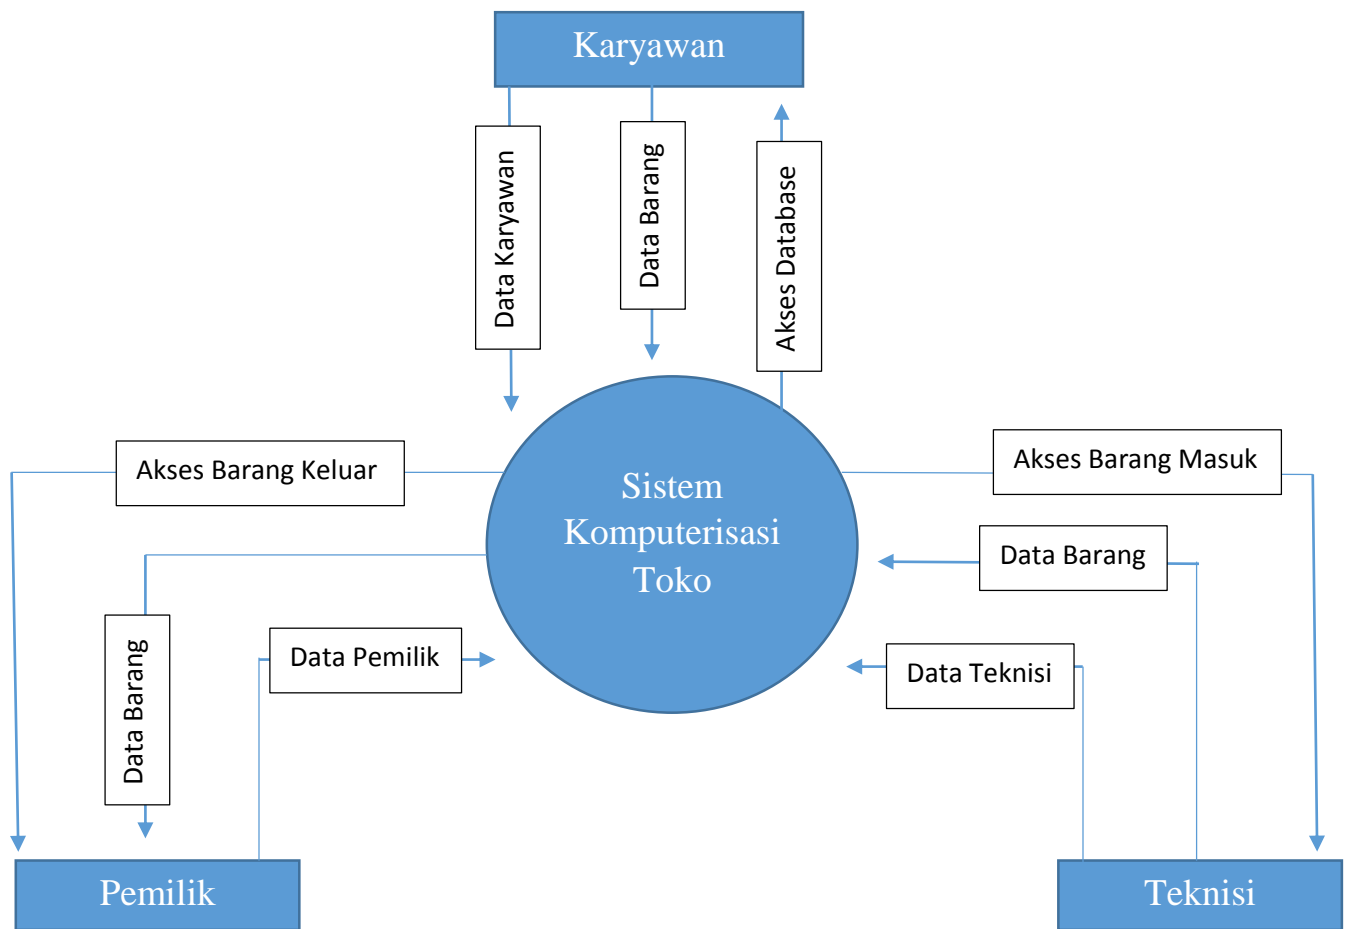 Karyawan
Data Karyawan
Data Barang
Akses Database
Akses Barang Keluar
Akses Barang Masuk
Sistem
Komputerisasi
Toko
Data Barang
Data Barang
Data Pemilik
Data Teknisi
Pemilik
Teknisi